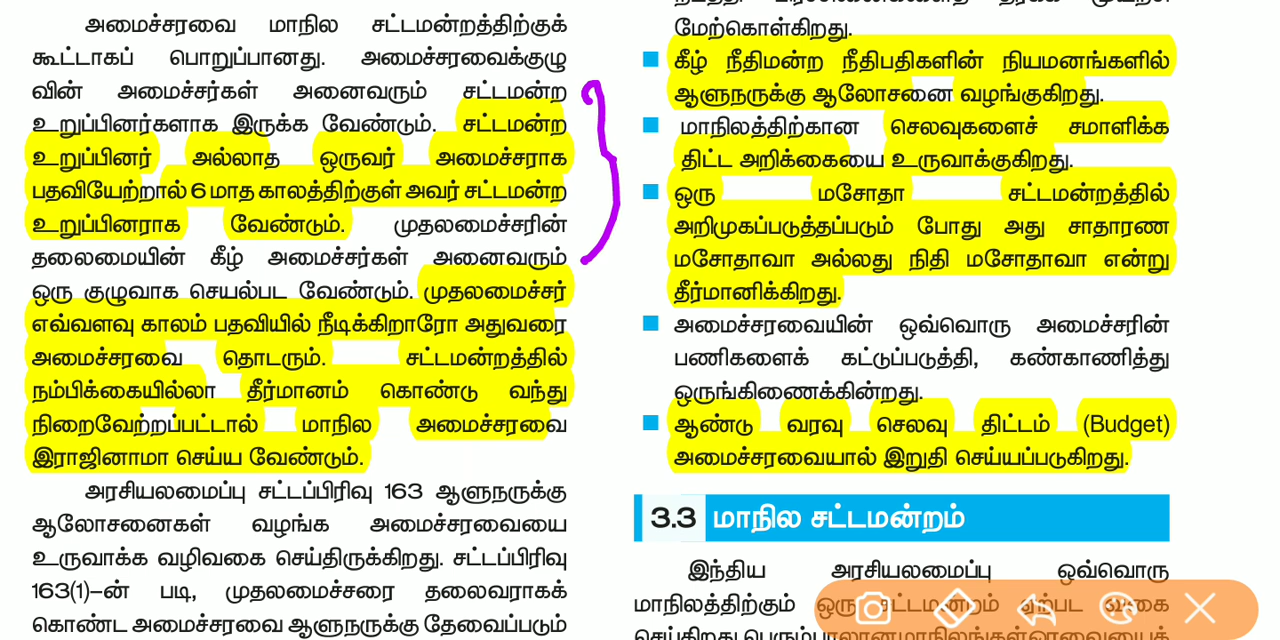 அமைச்சரவை மாநில சட்டமன்றத்திற்குக்
கூட்டாகப் பொறுப்பானது. அமைச்சரவைக்குழு
வின் அமைச்சர்கள் அனைவரும் சட்டமன்ற
உறுப்பினர்களாக இருக்க வேண்டும். சட்டமன்ற
உறுப்பினர் அல்லாத ஒருவர் அமைச்சராக
பதவியேற்றால் 6 மாத காலத்திற்குள் அவர் சட்டமன்ற
உறுப்பினராக வேண்டும். முதலமைச்சரின்
தலைமையின் கீழ் அமைச்சர்கள் அனைவரும்
ஒரு குழுவாக செயல்பட வேண்டும். முதலமைச்சர்
எவ்வளவு காலம் பதவியில் நீடிக்கிறாரோ அதுவரை
அமைச்சரவை தொடரும். சட்டமன்றத்தில்
நம்பிக்கையில்லா தீர்மானம் கொண்டு வந்து
நிறைவேற்றப்பட்டால் மாநில அமைச்சரவை
இராஜினாமா செய்ய வேண்டும்.
அரசியலமைப்பு சட்டப்பிரிவு 163 ஆளுநருக்கு
ஆலோசனைகள் வழங்க அமைச்சரவையை
உருவாக்க வழிவகை செய்திருக்கிறது. சட்டப்பிரிவு
163(1)–ன் படி, முதலமைச்சரை தலைவராகக்
கொண்ட அமைச்சரவை ஆளுநருக்கு தேவைப்படும்
மேற்கொள்கிறது.
கீழ் நீதிமன்ற நீதிபதிகளின் நியமனங்களில்
ஆளுநருக்கு ஆலோசனை வழங்குகிறது.
மாநிலத்திற்கான செலவுகளைச் சமாளிக்க
திட்ட அறிக்கையை உருவாக்குகிறது.
ஒரு மசோதா சட்டமன்றத்தில்
அறிமுகப்படுத்தப்படும் போது அது சாதாரண
மசோதாவா அல்லது நிதி மசோதாவா என்று
தீர்மானிக்கிறது.
அமைச்சரவையின் ஒவ்வொரு அமைச்சரின்
பணிகளைக் கட்டுப்படுத்தி, கண்காணித்து
ஒருங்கிணைக்கின்றது.
ஆண்டு வரவு செலவு திட்டம் (Budget)
அமைச்சரவையால் இறுதி செய்யப்படுகிறது.
3.3 மாநில சட்டமன்றம்
இந்திய அரசியலமைப்பு ஒவ்வொரு
மாநிலத்திற்கும் ஒரு சட்டமன்றம் ஏற்பட வகை
செய்கிறது